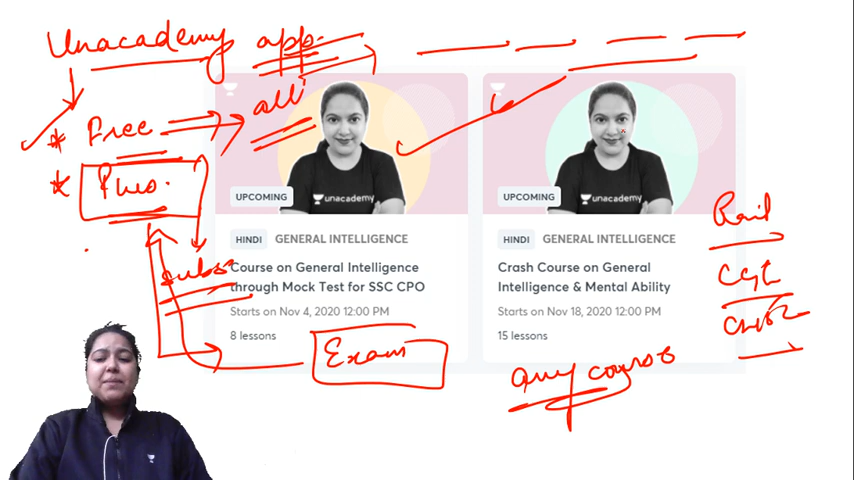 Unacademy app.
* Free all
* Plus.
subs
Exam
any course
Rail
CGL
CHSL
UPCOMING
unacademy
HINDI GENERAL INTELLIGENCE
Course on General Intelligence
through Mock Test for SSC CPO
Starts on Nov 4, 2020 12:00 PM
8 lessons
UPCOMING
unacademy
HINDI GENERAL INTELLIGENCE
Crash Course on General
Intelligence & Mental Ability
Starts on Nov 18, 2020 12:00 PM
15 lessons